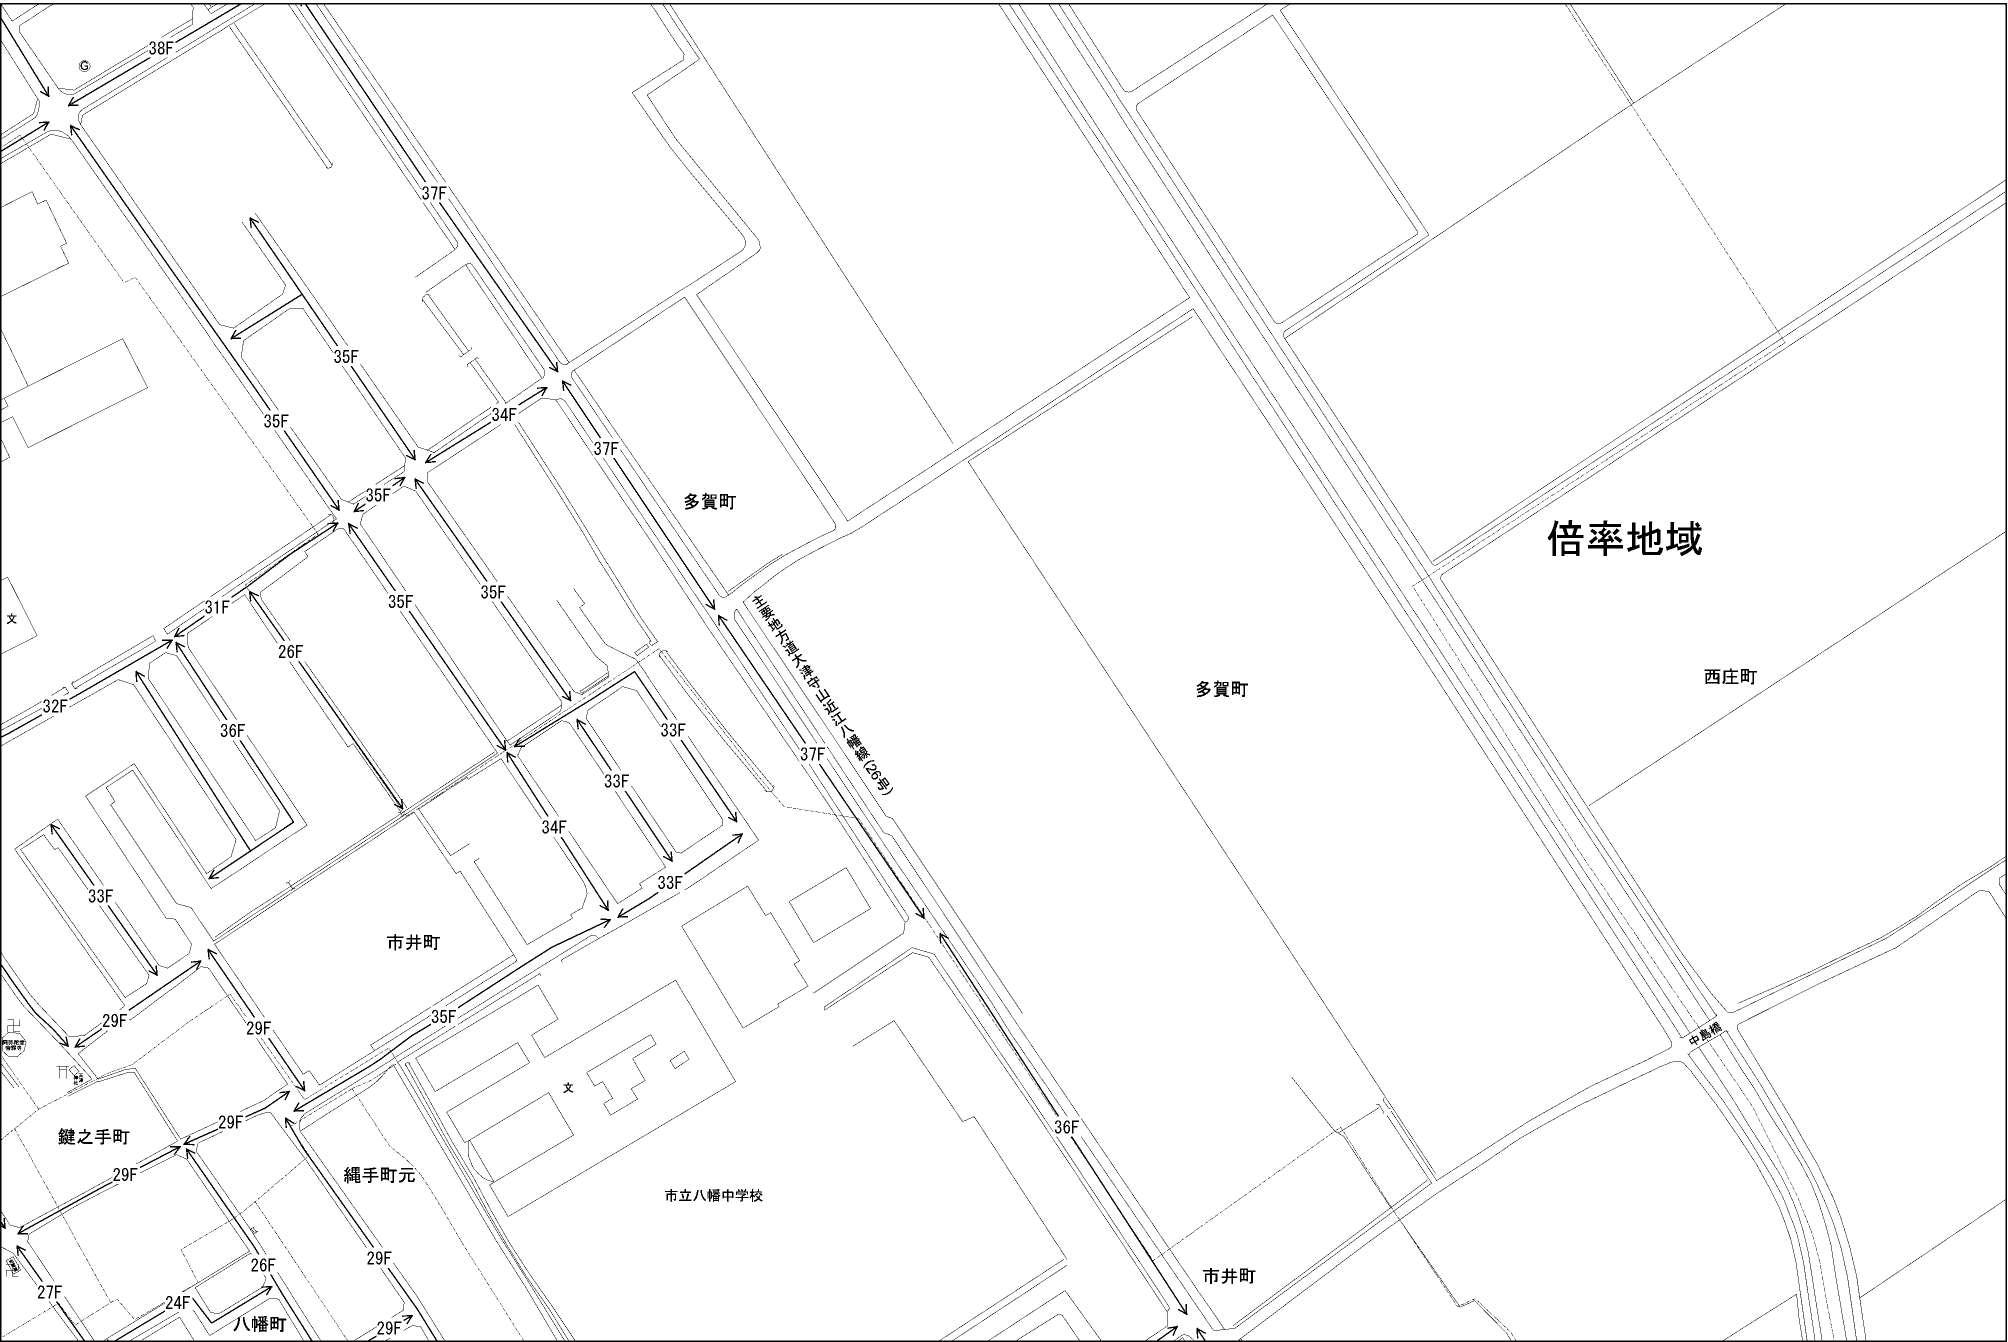 38F
G
37F
35F
35F
34F
37F
35F
多賀町
倍率地域
35F
35F
31F
文
26F
主要地方道大津守山近江八幡線(26号)
西庄町
多賀町
32F
36F
33F
37F
33F
34F
33F
33F
市井町
35F
29F
29F
中島橋
文
36F
29F
鍵之手町
29F
縄手町元
市立八幡中学校
29F
26F
市井町
27F
24F
八幡町
29F